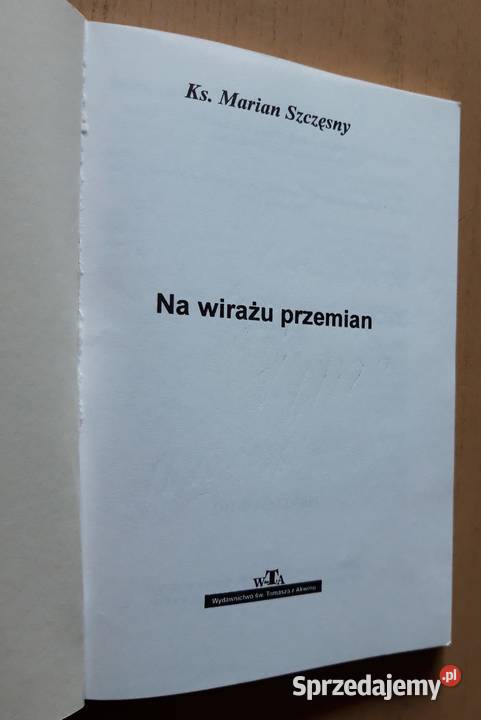 Ks. Marian Szczęsny
Na wirażu przemian
WTA
Wydawnictwo św. Tomasza z Akwinu
Sprzedajemy.pl